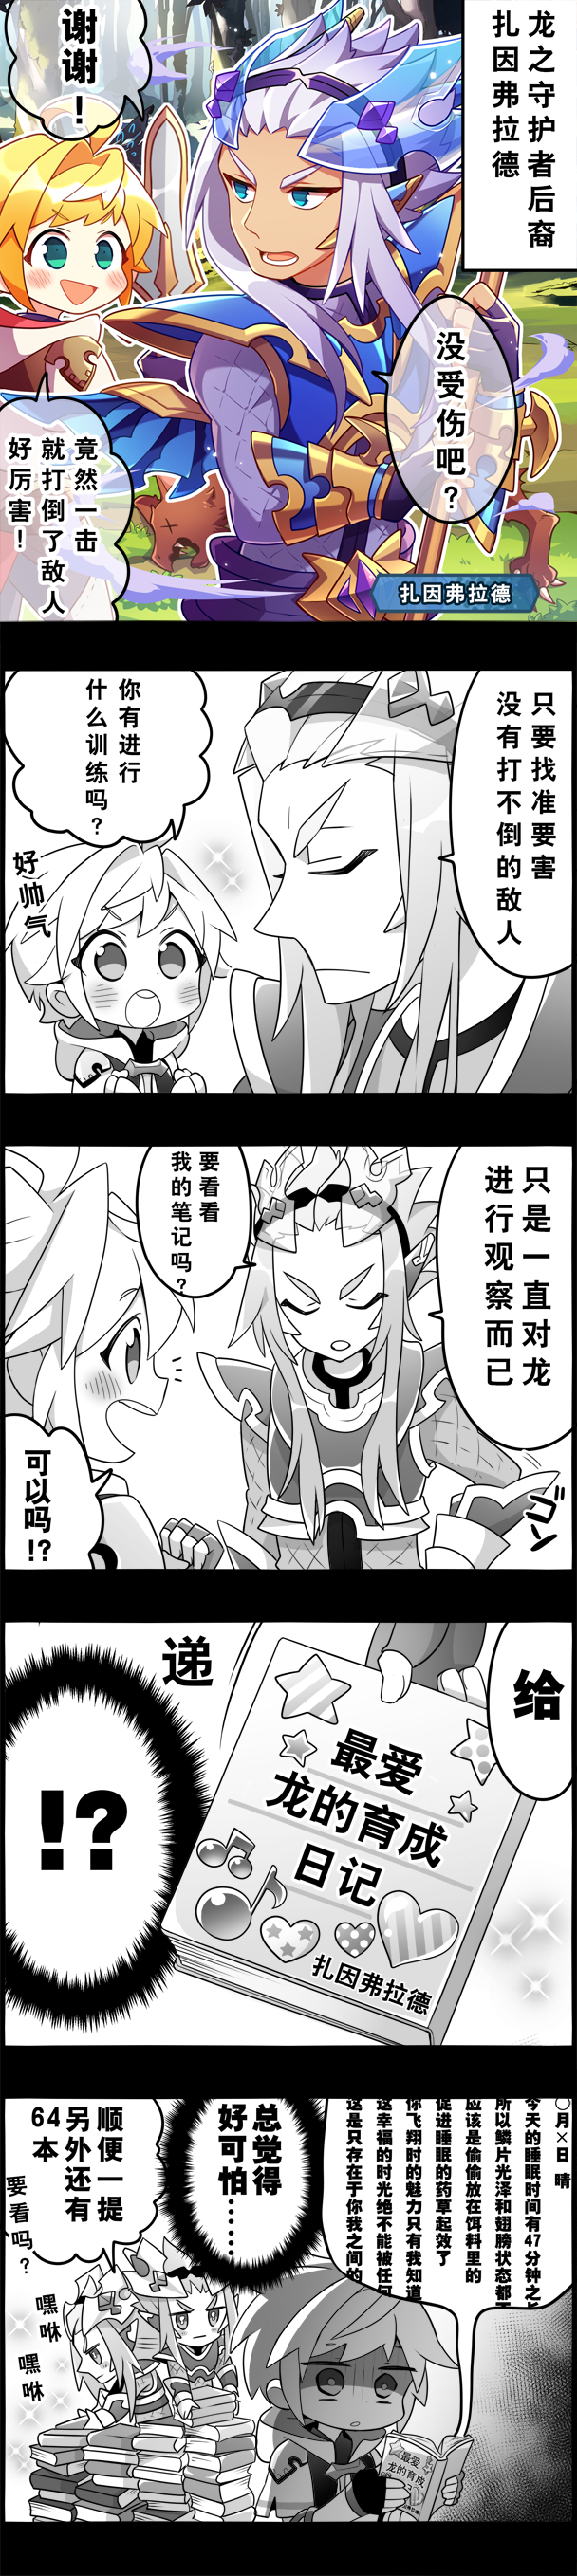 龙之守护者后裔
扎因弗拉德
谢谢！
没受伤吧？
竟然一击
就打倒了敌人
好厉害！
扎因弗拉德
只要找准要害
没有打不倒的敌人
你有进行
什么训练吗？
好帅气
只是一直对龙
进行观察而已
要看看
我的笔记吗？
ゴソ
可以吗!?
给
递
!?
最爱
龙的育成
日记
扎因弗拉德
○月×日 晴
今天的睡眠时间有47分钟之
所以鳞片光泽和翅膀状态都
应该是偷偷放在饵料里的
促进睡眠的药草起效了
你飞翔时的魅力只有我知道
这幸福的时光绝不能被任何
这是只存在于你我之间的
总觉得
好可怕……
顺便一提
另外还有
64本
要看吗？
嘿咻
嘿咻
最爱
龙的育成